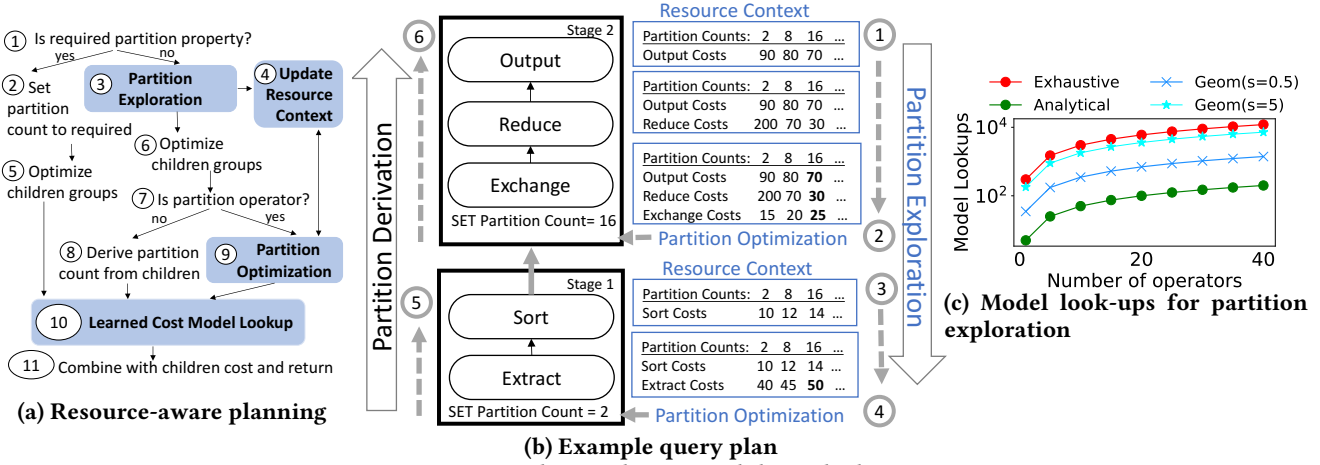 1 Is required partition property?
yes
no
2 Set
partition
count to required
3 Partition
Exploration
4 Update
Resource
Context
5 Optimize
children groups
6 Optimize
children groups
7 Is partition operator?
no
yes
8 Derive partition
count from children
9 Partition
Optimization
10 Learned Cost Model Lookup
11 Combine with children cost and return
(a) Resource-aware planning
Partition Derivation
6
5
Stage 2
Output
Reduce
Exchange
SET Partition Count= 16
Stage 1
Sort
Extract
SET Partition Count = 2
Resource Context
Partition Counts: 2 8 16 ...
Output Costs 90 80 70 ...
Partition Counts: 2 8 16 ...
Output Costs 90 80 70 ...
Reduce Costs 200 70 30 ...
Partition Counts: 2 8 16 ...
Output Costs 90 80 70 ...
Reduce Costs 200 70 30 ...
Exchange Costs 15 20 25 ...
Partition Optimization
Resource Context
Partition Counts: 2 8 16 ...
Sort Costs 10 12 14 ...
Partition Counts: 2 8 16 ...
Sort Costs 10 12 14 ...
Extract Costs 40 45 50 ...
Partition Optimization
1
2
3
4
Partition Exploration
(b) Example query plan
Exhaustive
Analytical
Geom(s=0.5)
Geom(s=5)
Model Lookups
10^4
10^2
0 20 40
Number of operators
(c) Model look-ups for partition
exploration